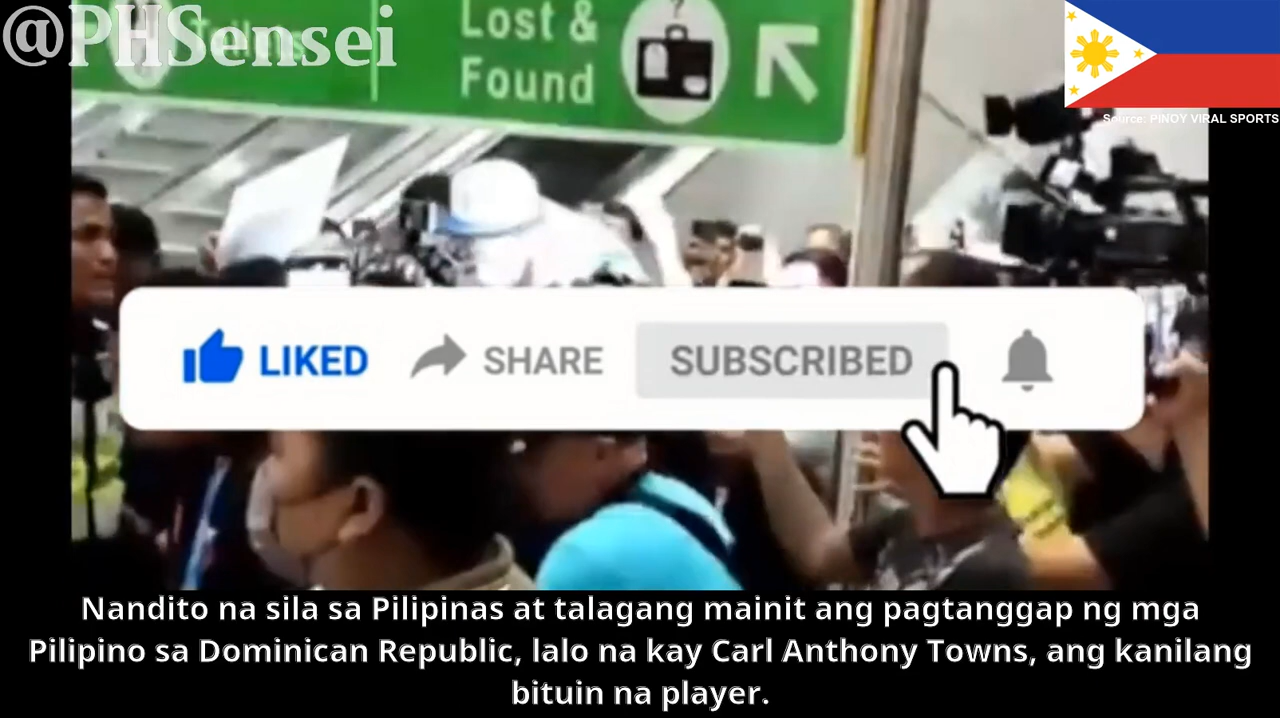 @PHSensei
Toilets
Lost &
Found
?
Source: PINOY VIRAL SPORTS
LIKED
SHARE
SUBSCRIBED
Nandito na sila sa Pilipinas at talagang mainit ang pagtanggap ng mga
Pilipino sa Dominican Republic, lalo na kay Carl Anthony Towns, ang kanilang
bituin na player.